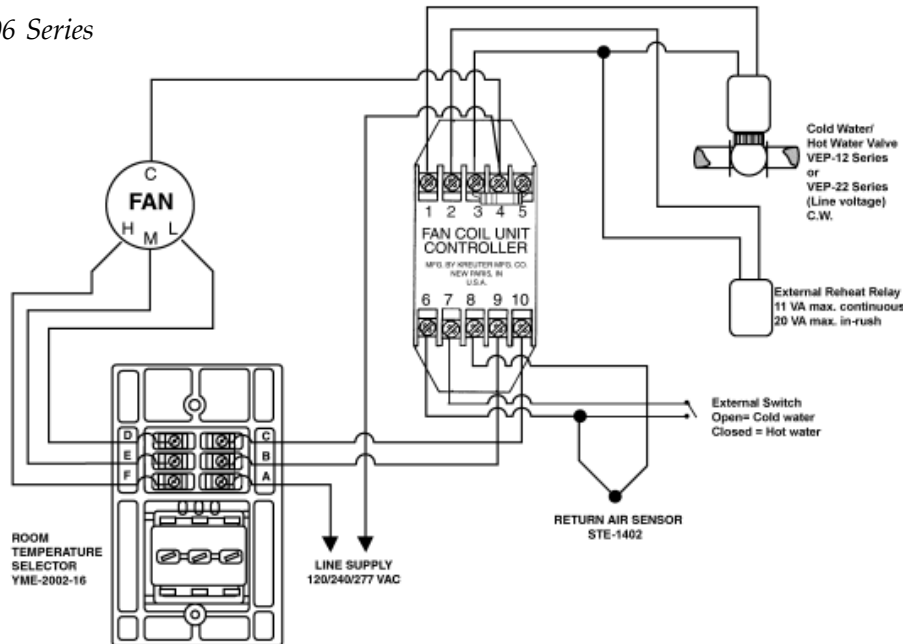 06 Series
Cold Water/
Hot Water Valve
VEP-12 Series
or
VEP-22 Series
(Line voltage)
C.W.
C
FAN
H
M
L
1 2 3 4 5
FAN COIL UNIT
CONTROLLER
MFG. BY KREUTER MFG. CO.
NEW PARIS, IN
U.S.A.
6 7 8 9 10
External Reheat Relay
11 VA max. continuous
20 VA max. in-rush
External Switch
Open= Cold water
Closed = Hot water
D C
E B
F A
RETURN AIR SENSOR
STE-1402
ROOM
TEMPERATURE
SELECTOR
YME-2002-16
LINE SUPPLY
120/240/277 VAC